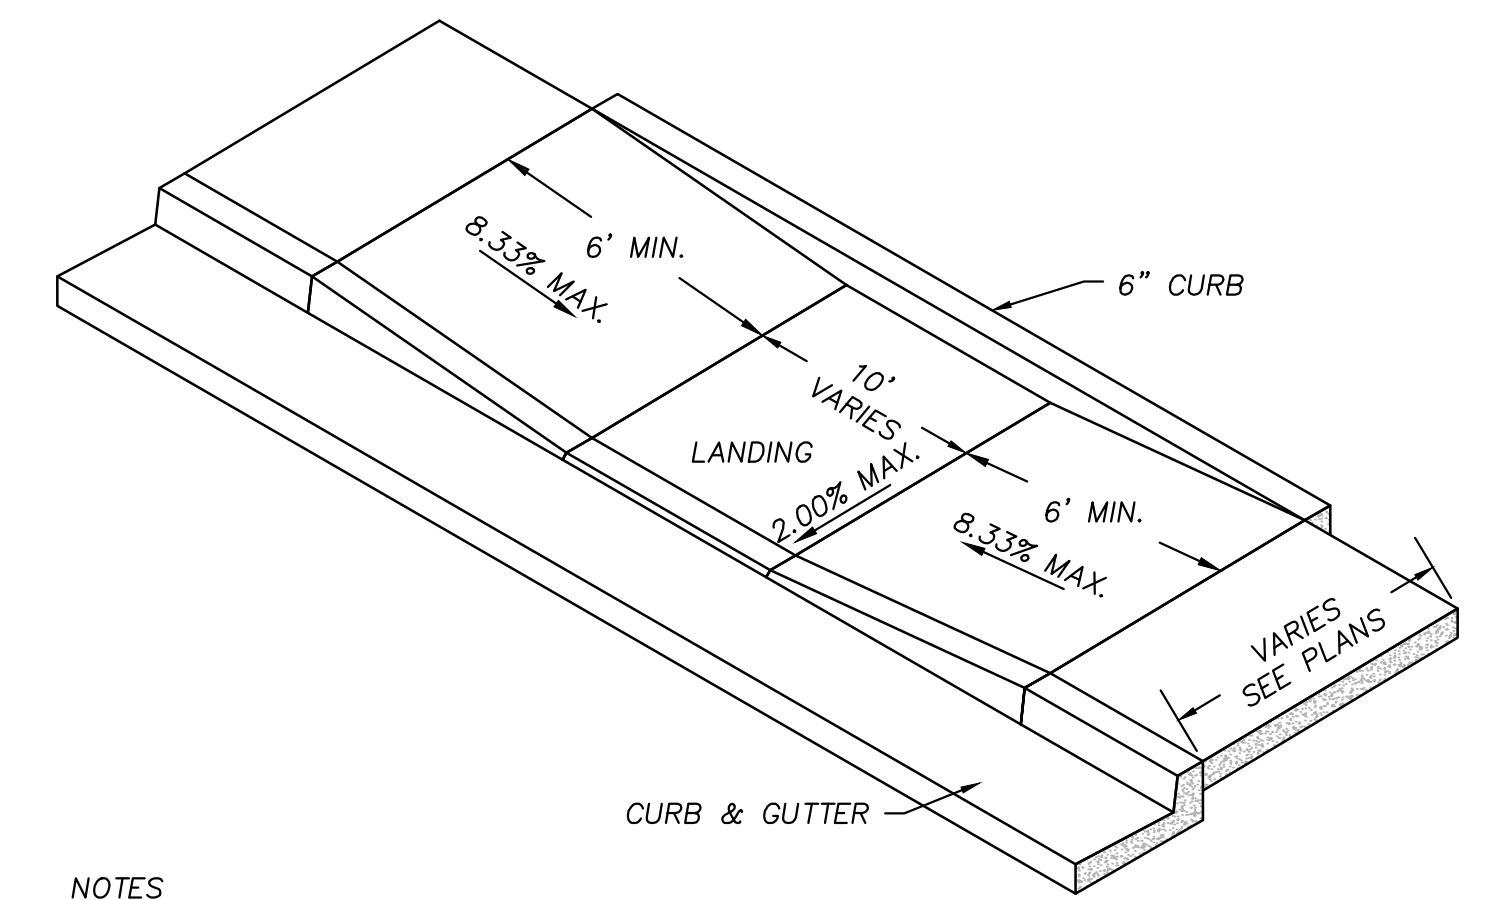 6' MIN.
8.33% MAX.
6" CURB
10'
VARIES
LANDING
2.00% MAX.
6' MIN.
8.33% MAX.
VARIES
SEE PLANS
CURB & GUTTER
NOTES